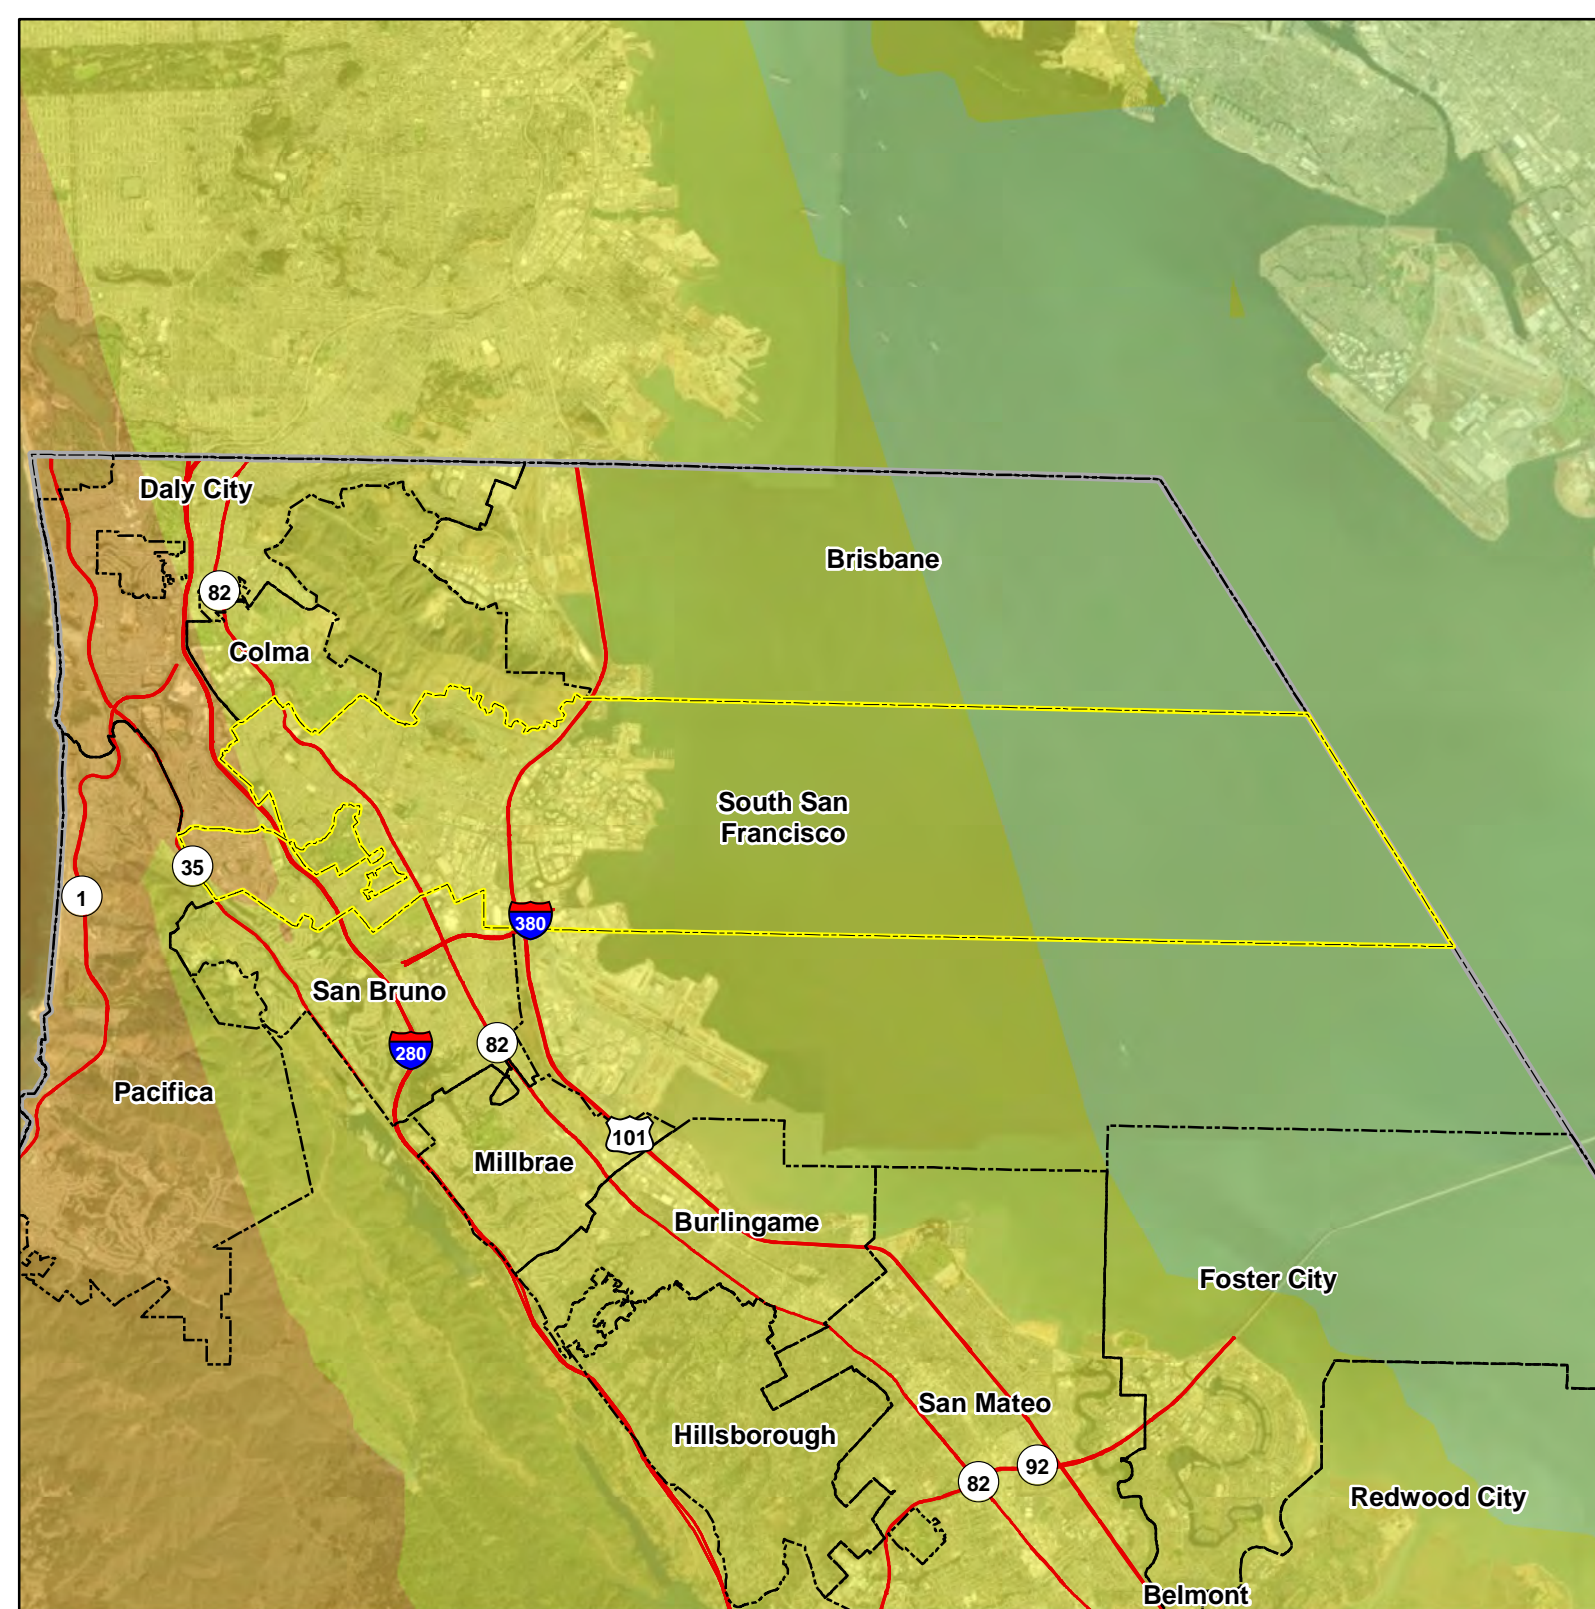 Daly City
Brisbane
82
Colma
South San
Francisco
35
1
380
San Bruno
280
82
Pacifica
101
Millbrae
Burlingame
Foster City
San Mateo
Hillsborough
92
82
Redwood City
Belmont